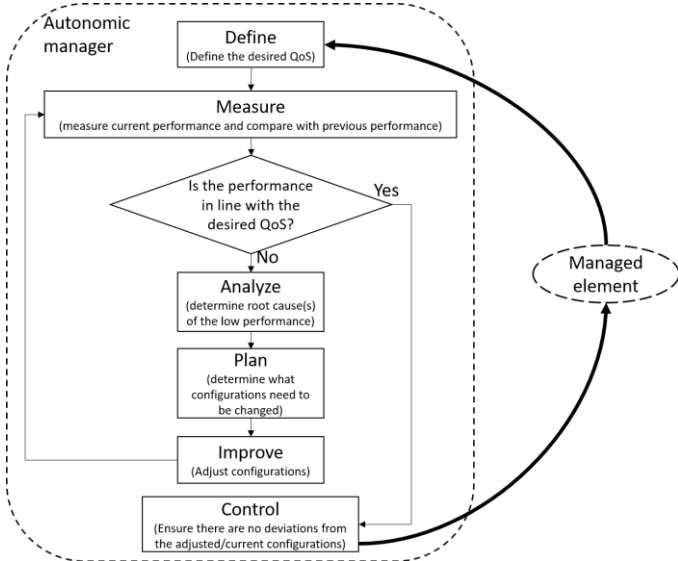 Autonomic
manager
Define
(Define the desired QoS)
Measure
(measure current performance and compare with previous performance)
Is the performance
in line with the
desired QoS?
Yes
No
Analyze
(determine root cause(s)
of the low performance)
Plan
(determine what
configurations need to
be changed)
Improve
(Adjust configurations)
Control
(Ensure there are no deviations from
the adjusted/current configurations)
Managed
element